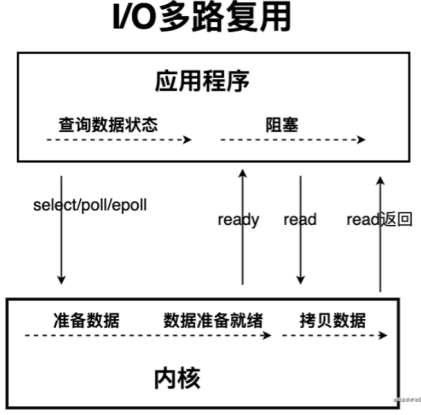 I/O多路复用
应用程序
查询数据状态 阻塞
select/poll/epoll
ready read read返回
准备数据 数据准备就绪 拷贝数据
内核